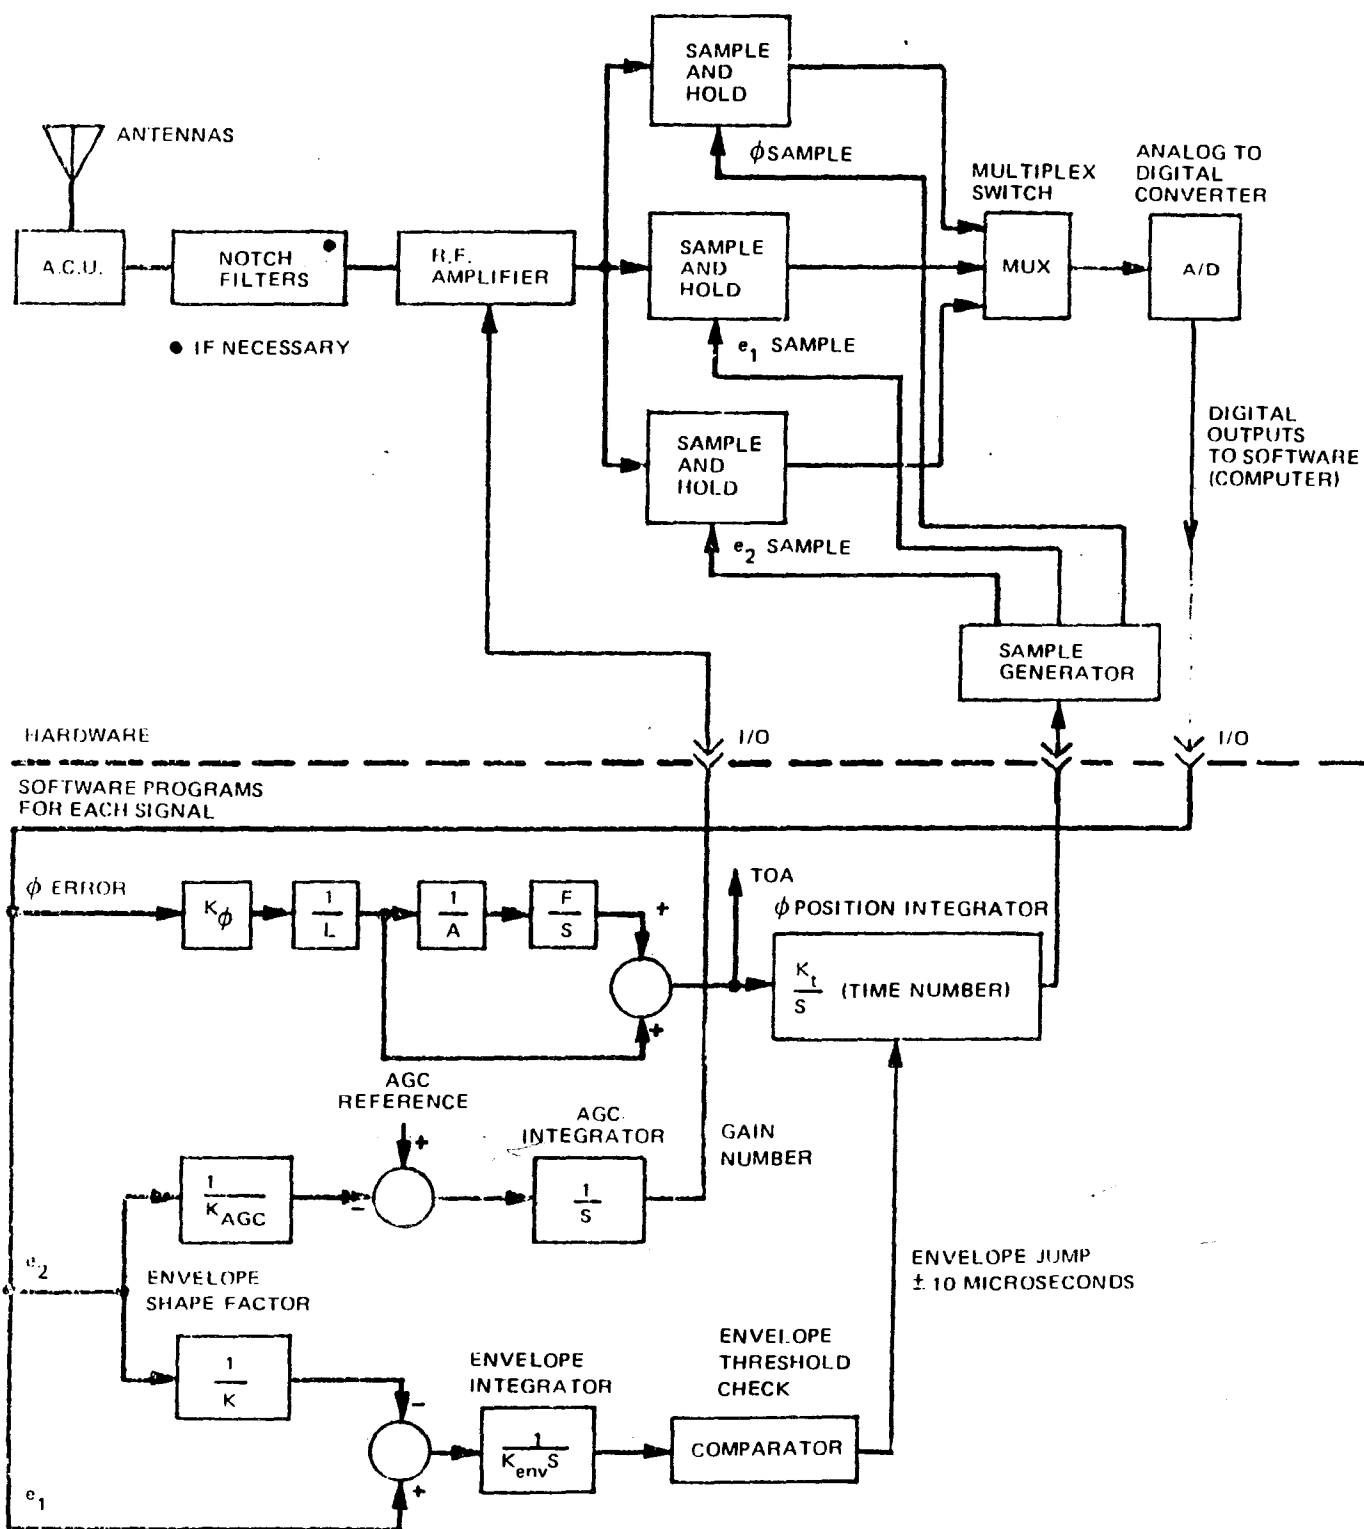 SAMPLE
AND
HOLD
ANTENNAS
ϕ SAMPLE
MULTIPLEX
SWITCH
ANALOG TO
DIGITAL
CONVERTER
A.C.U.
NOTCH ●
FILTERS
R.F.
AMPLIFIER
SAMPLE
AND
HOLD
MUX
A/D
● IF NECESSARY
e1 SAMPLE
SAMPLE
AND
HOLD
DIGITAL
OUTPUTS
TO SOFTWARE
(COMPUTER)
e2 SAMPLE
SAMPLE
GENERATOR
HARDWARE
I/O
I/O
SOFTWARE PROGRAMS
FOR EACH SIGNAL
ϕ ERROR
Kϕ
1
L
1
A
F
S
+
+
TOA
ϕ POSITION INTEGRATOR
Kt
S
(TIME NUMBER)
AGC
REFERENCE
+
−
AGC
INTEGRATOR
GAIN
NUMBER
1
KAGC
1
S
e2
ENVELOPE
SHAPE FACTOR
ENVELOPE JUMP
± 10 MICROSECONDS
1
K
−
+
ENVELOPE
INTEGRATOR
ENVELOPE
THRESHOLD
CHECK
1
KenvS
COMPARATOR
e1